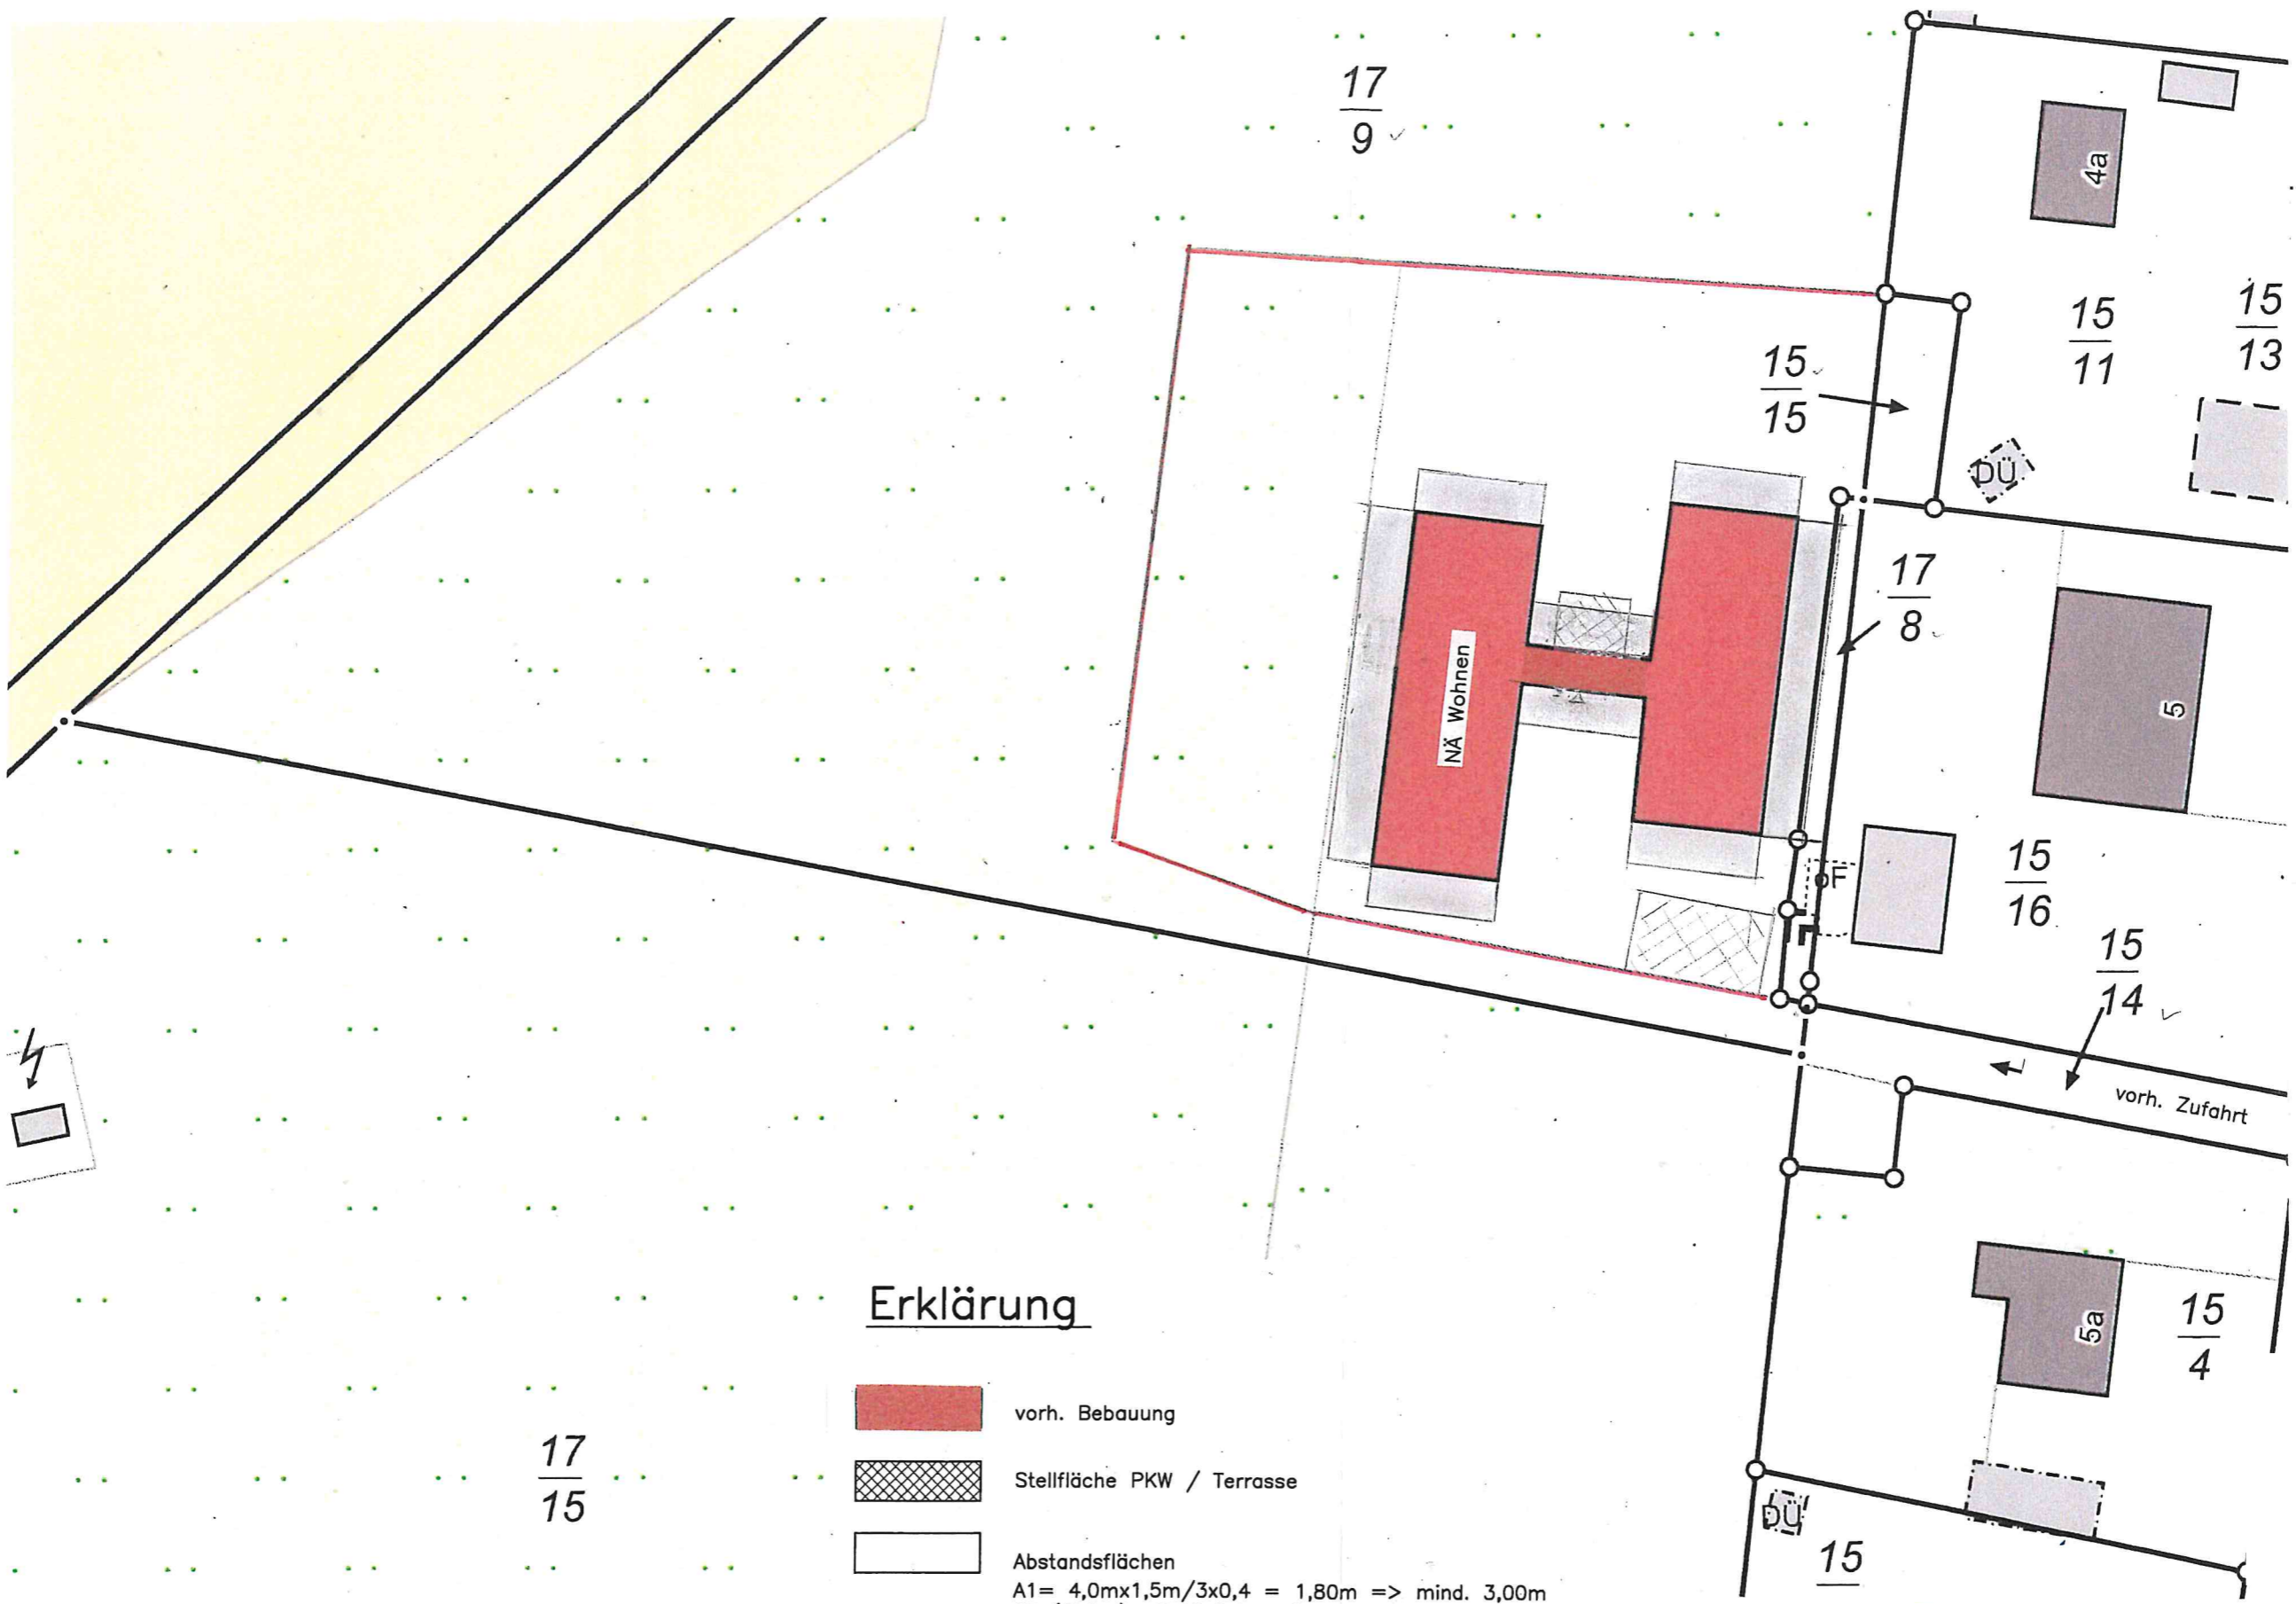 17
9
4a
15
11
15
13
15
15
DÜ
17
8
NÄ Wohnen
5
oF
15
16
15
14
vorh. Zufahrt
5a
15
4
Erklärung
vorh. Bebauung
Stellfläche PKW / Terrasse
Abstandsflächen
A1= 4,0mx1,5m/3x0,4 = 1,80m => mind. 3,00m
17
15
DÜ
15